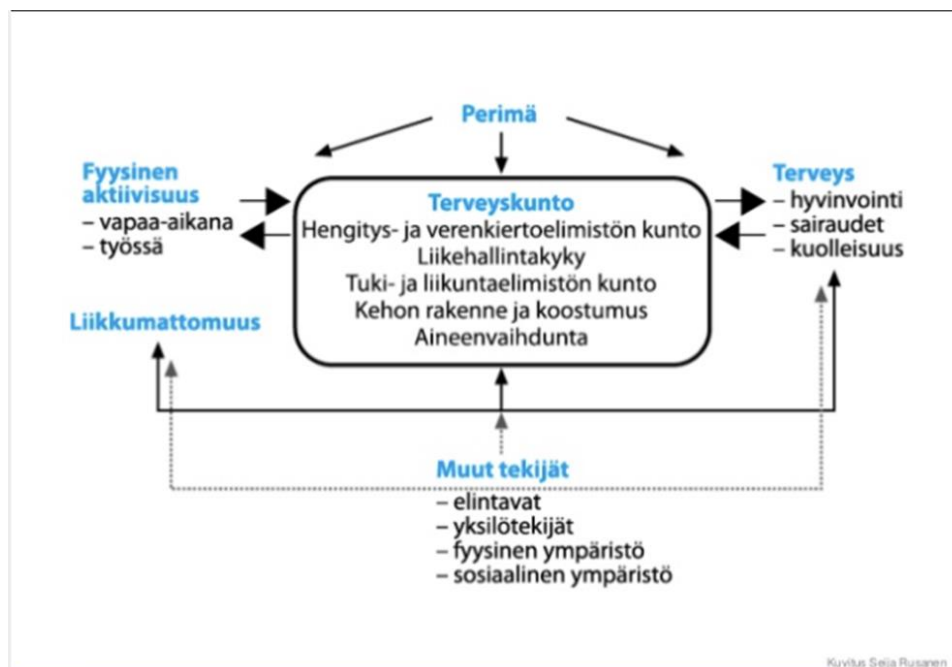 Perimä
Fyysinen
aktiivisuus
– vapaa-aikana
– työssä
Liikkumattomuus
Terveyskunto
Hengitys- ja verenkiertoelimistön kunto
Liikehallintakyky
Tuki- ja liikuntaelimistön kunto
Kehon rakenne ja koostumus
Aineenvaihdunta
Terveys
– hyvinvointi
– sairaudet
– kuolleisuus
Muut tekijät
– elintavat
– yksilötekijät
– fyysinen ympäristö
– sosiaalinen ympäristö
Kuvitus Seija Rusanen